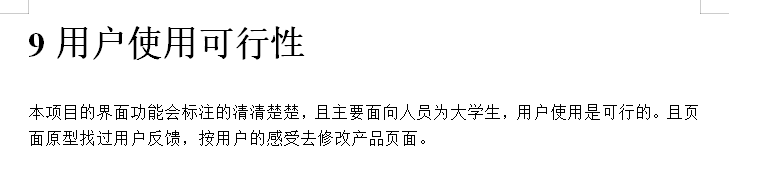 9 用户使用可行性
本项目的界面功能会标注的清清楚楚，且主要面向人员为大学生，用户使用是可行的。且页
面原型找过用户反馈，按用户的感受去修改产品页面。